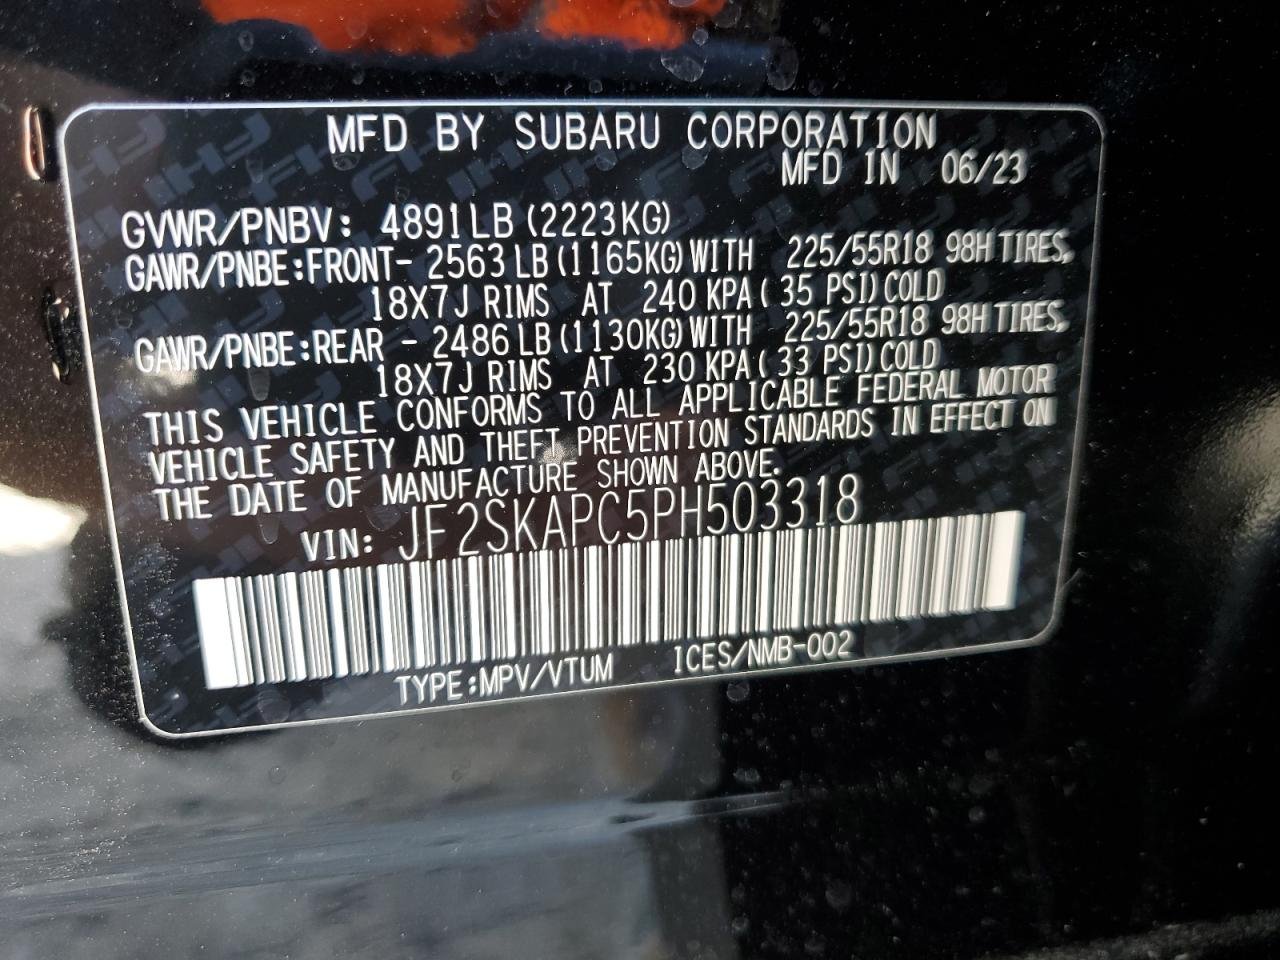 MFD BY SUBARU CORPORATION
MFD IN 06/23
GVWR/PNBV: 4891LB (2223KG)
GAWR/PNBE:FRONT- 2563LB(1165KG)WITH 225/55R18 98H TIRES,
18X7J RIMS AT 240 KPA( 35 PSI)COLD
GAWR/PNBE:REAR - 2486LB(1130KG)WITH 225/55R18 98H TIRES,
18X7J RIMS AT 230 KPA(33 PSI)COLD
THIS VEHICLE CONFORMS TO ALL APPLICABLE FEDERAL MOTOR
VEHICLE SAFETY AND THEFT PREVENTION STANDARDS IN EFFECT ON
THE DATE OF MANUFACTURE SHOWN ABOVE.
VIN: JF2SKAPC5PH503318
TYPE:MPV/VTUM ICES/NMB-002